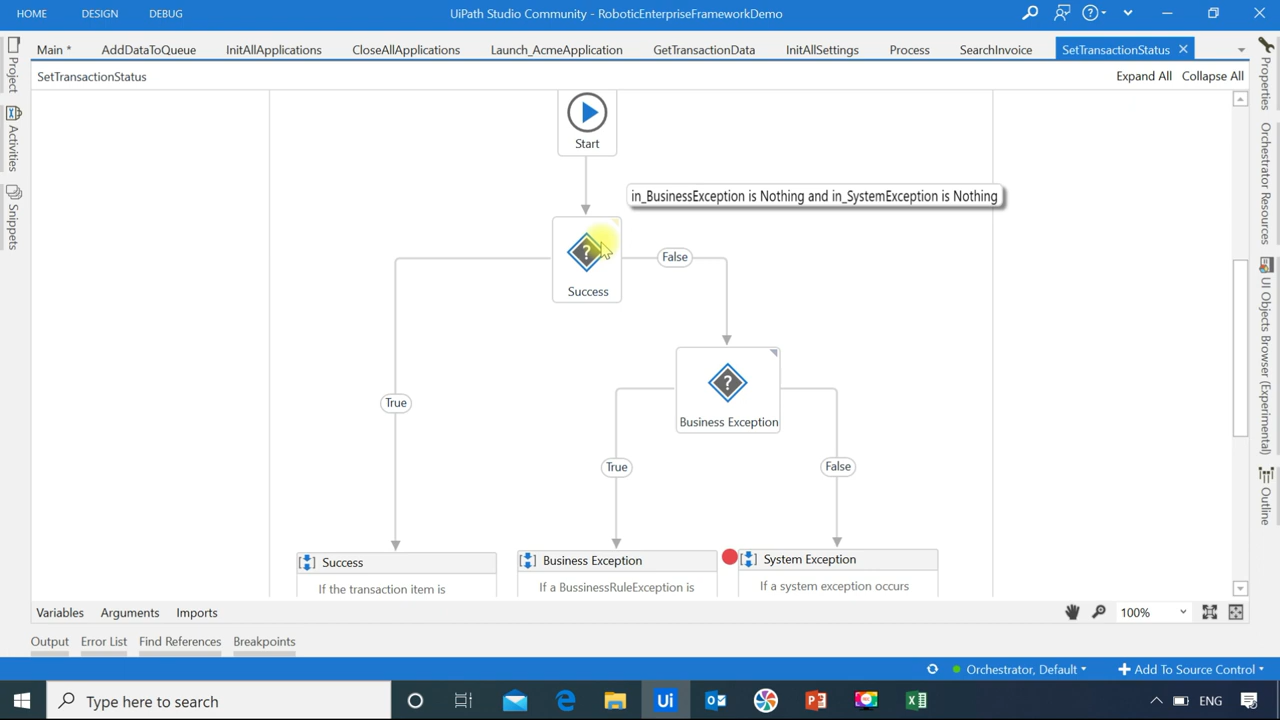 HOME DESIGN DEBUG UiPath Studio Community - RoboticEnterpriseFrameworkDemo
Main * AddDataToQueue InitAllApplications CloseAllApplications Launch_AcmeApplication GetTransactionData InitAllSettings Process SearchInvoice SetTransactionStatus
SetTransactionStatus Expand All Collapse All
Project
Activities
Snippets
Properties
Orchestrator Resources
UI Objects Browser (Experimental)
Outline
Start
in_BusinessException is Nothing and in_SystemException is Nothing
False
Success
True
Business Exception
True False
Success Business Exception System Exception
If the transaction item is If a BussinessRuleException is If a system exception occurs
Variables Arguments Imports 100%
Output Error List Find References Breakpoints
Orchestrator, Default Add To Source Control
Type here to search Ui ENG